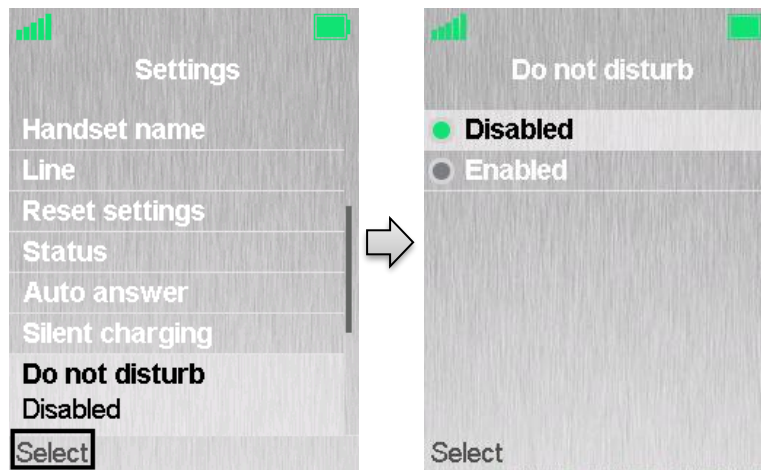 Settings
Handset name
Line
Reset settings
Status
Auto answer
Silent charging
Do not disturb
Disabled
Select
Do not disturb
Disabled
Enabled
Select